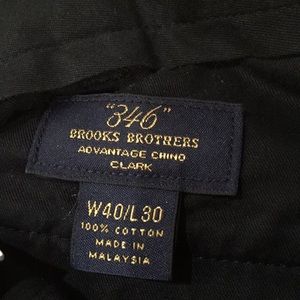 "346"
BROOKS BROTHERS
ADVANTAGE CHINO
CLARK
W40/L30
100% COTTON
MADE IN
MALAYSIA